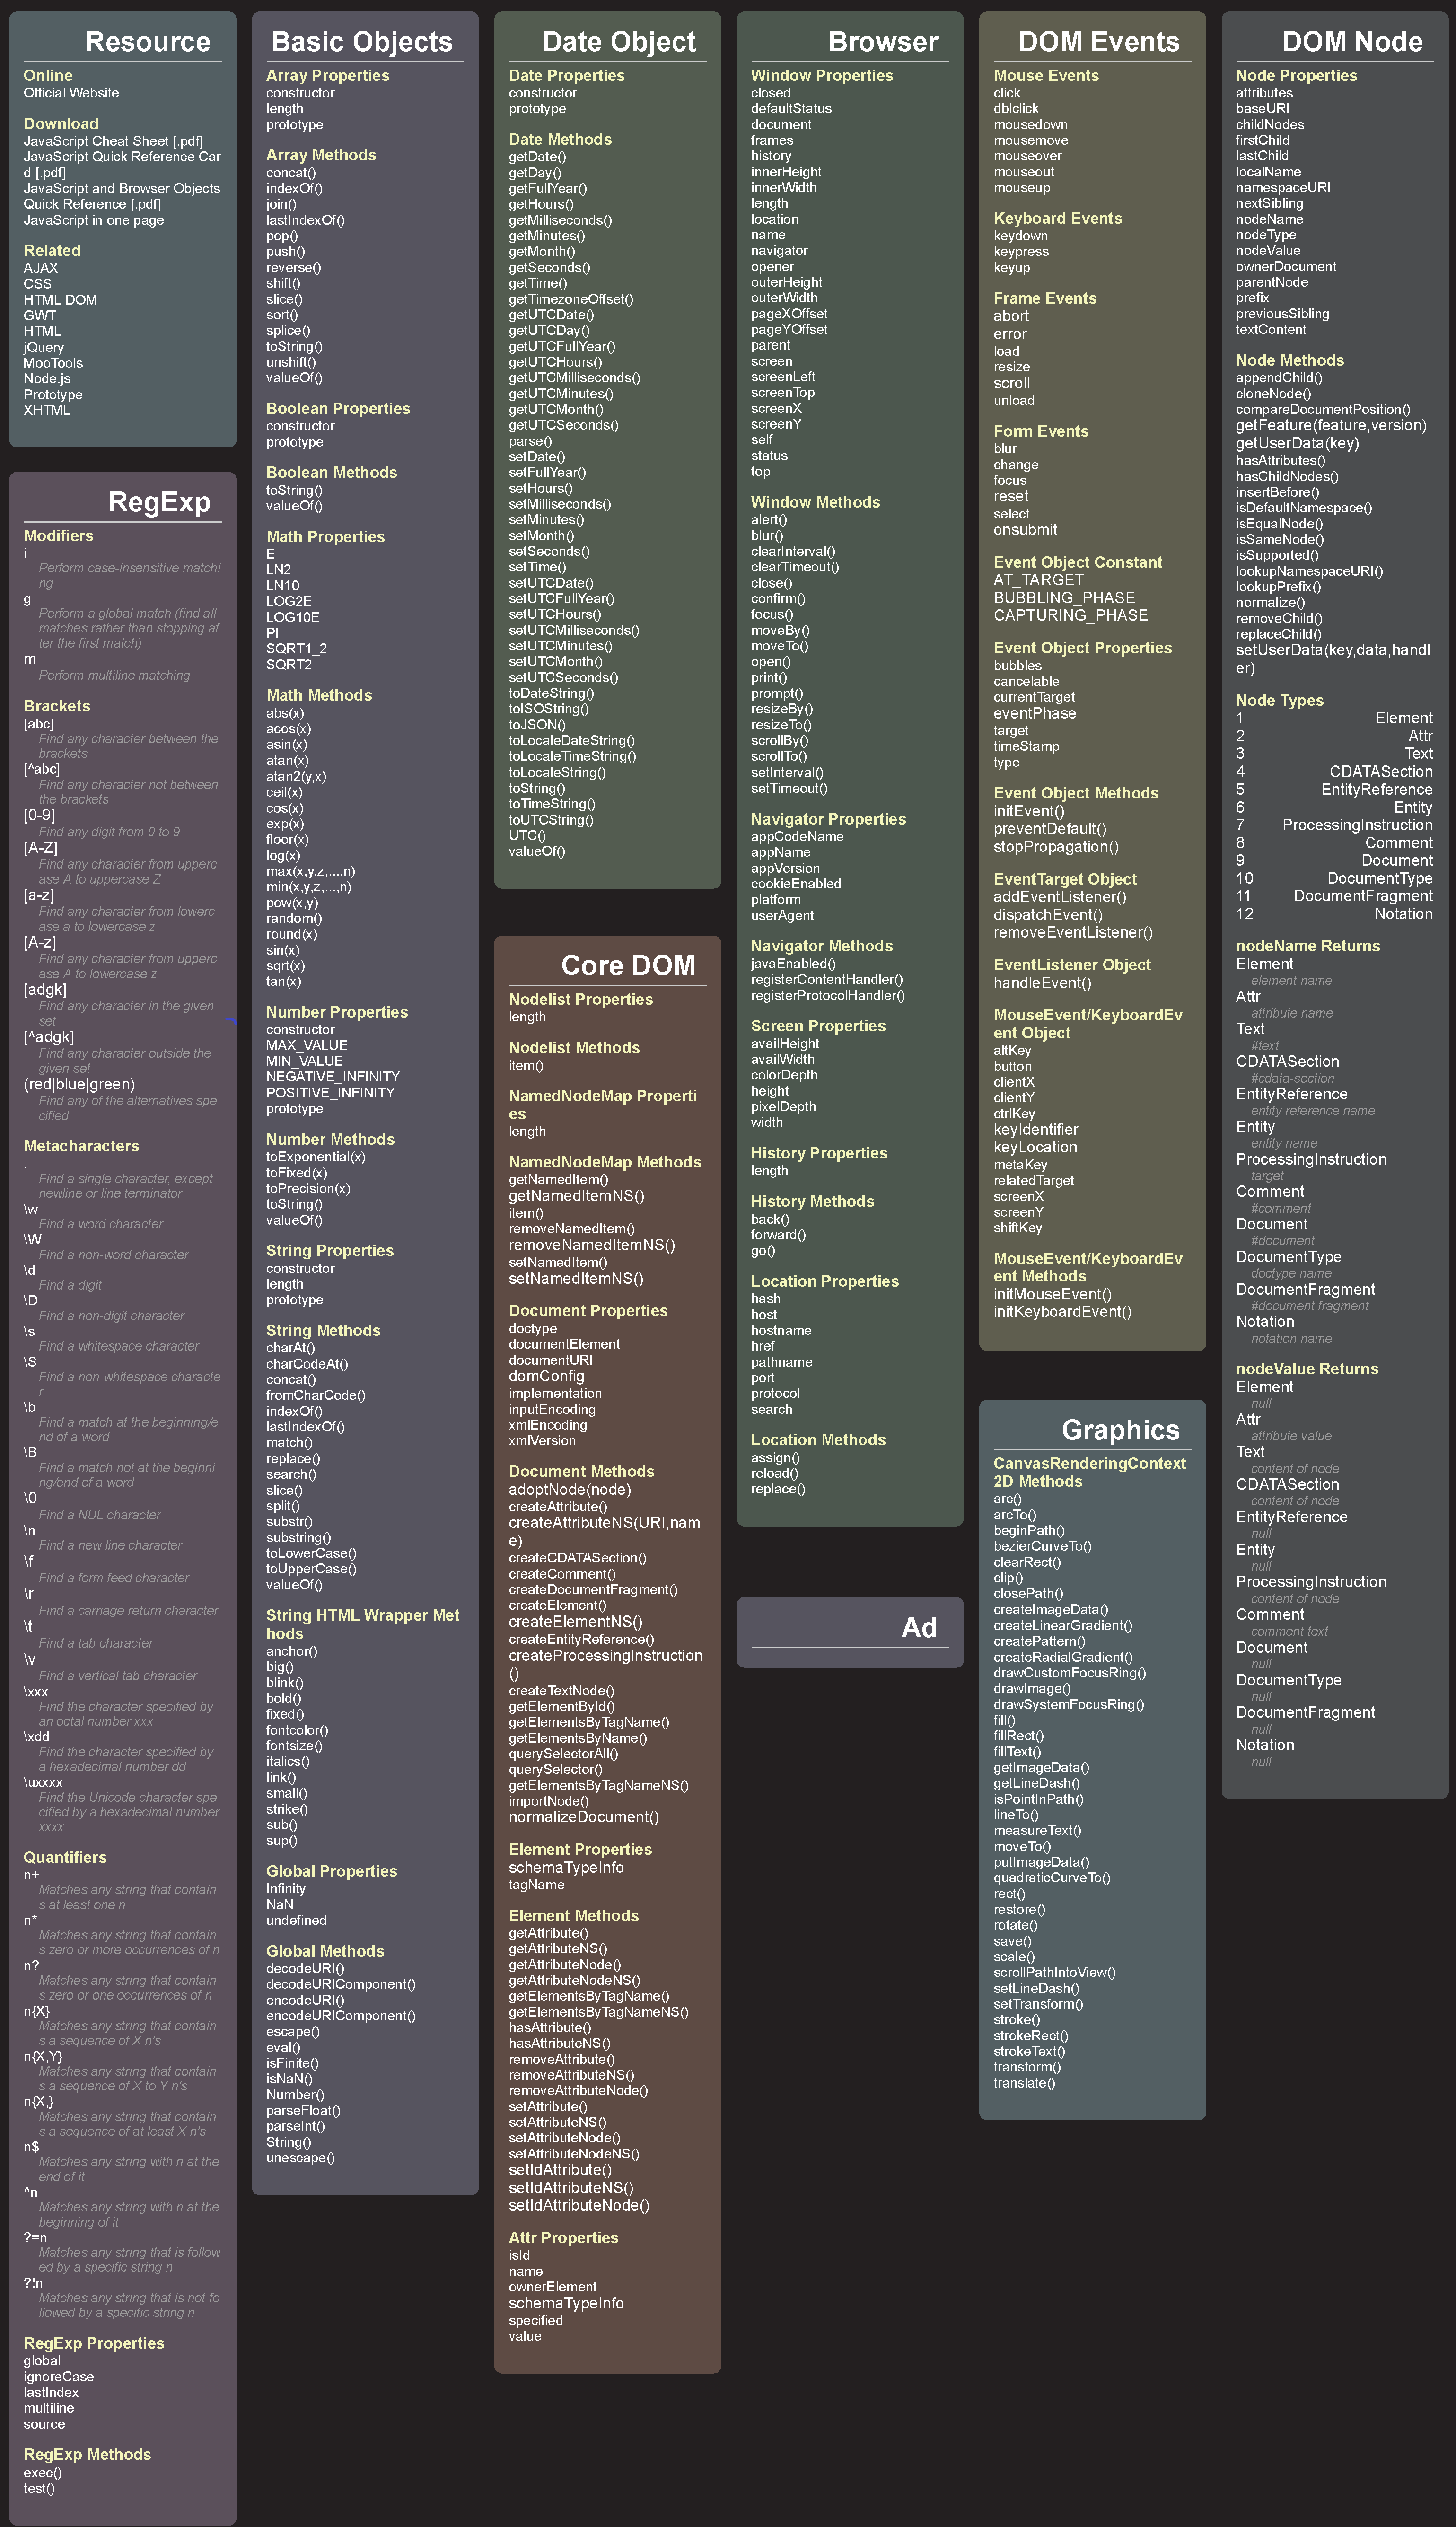 Resource
Online
Official Website
Download
JavaScript Cheat Sheet [.pdf]
JavaScript Quick Reference Car
d [.pdf]
JavaScript and Browser Objects
Quick Reference [.pdf]
JavaScript in one page
Related
AJAX
CSS
HTML DOM
GWT
HTML
jQuery
MooTools
Node.js
Prototype
XHTML
RegExp
Modifiers
i
Perform case-insensitive matchi
ng
g
Perform a global match (find all
matches rather than stopping af
ter the first match)
m
Perform multiline matching
Brackets
[abc]
Find any character between the
brackets
[^abc]
Find any character not between
the brackets
[0-9]
Find any digit from 0 to 9
[A-Z]
Find any character from upperc
ase A to uppercase Z
[a-z]
Find any character from lowerc
ase a to lowercase z
[A-z]
Find any character from upperc
ase A to lowercase z
[adgk]
Find any character in the given
set
[^adgk]
Find any character outside the
given set
(red|blue|green)
Find any of the alternatives spe
cified
Metacharacters
.
Find a single character, except
newline or line terminator
\w
Find a word character
\W
Find a non-word character
\d
Find a digit
\D
Find a non-digit character
\s
Find a whitespace character
\S
Find a non-whitespace characte
r
\b
Find a match at the beginning/e
nd of a word
\B
Find a match not at the beginni
ng/end of a word
\0
Find a NUL character
\n
Find a new line character
\f
Find a form feed character
\r
Find a carriage return character
\t
Find a tab character
\v
Find a vertical tab character
\xxx
Find the character specified by
an octal number xxx
\xdd
Find the character specified by
a hexadecimal number dd
\uxxxx
Find the Unicode character spe
cified by a hexadecimal number
xxxx
Quantifiers
n+
Matches any string that contain
s at least one n
n*
Matches any string that contain
s zero or more occurrences of n
n?
Matches any string that contain
s zero or one occurrences of n
n{X}
Matches any string that contain
s a sequence of X n's
n{X,Y}
Matches any string that contain
s a sequence of X to Y n's
n{X,}
Matches any string that contain
s a sequence of at least X n's
n$
Matches any string with n at the
end of it
^n
Matches any string with n at the
beginning of it
?=n
Matches any string that is follow
ed by a specific string n
?!n
Matches any string that is not fo
llowed by a specific string n
RegExp Properties
global
ignoreCase
lastIndex
multiline
source
RegExp Methods
exec()
test()
Basic Objects
Array Properties
constructor
length
prototype
Array Methods
concat()
indexOf()
join()
lastIndexOf()
pop()
push()
reverse()
shift()
slice()
sort()
splice()
toString()
unshift()
valueOf()
Boolean Properties
constructor
prototype
Boolean Methods
toString()
valueOf()
Math Properties
E
LN2
LN10
LOG2E
LOG10E
PI
SQRT1_2
SQRT2
Math Methods
abs(x)
acos(x)
asin(x)
atan(x)
atan2(y,x)
ceil(x)
cos(x)
exp(x)
floor(x)
log(x)
max(x,y,z,...,n)
min(x,y,z,...,n)
pow(x,y)
random()
round(x)
sin(x)
sqrt(x)
tan(x)
Number Properties
constructor
MAX_VALUE
MIN_VALUE
NEGATIVE_INFINITY
POSITIVE_INFINITY
prototype
Number Methods
toExponential(x)
toFixed(x)
toPrecision(x)
toString()
valueOf()
String Properties
constructor
length
prototype
String Methods
charAt()
charCodeAt()
concat()
fromCharCode()
indexOf()
lastIndexOf()
match()
replace()
search()
slice()
split()
substr()
substring()
toLowerCase()
toUpperCase()
valueOf()
String HTML Wrapper Met
hods
anchor()
big()
blink()
bold()
fixed()
fontcolor()
fontsize()
italics()
link()
small()
strike()
sub()
sup()
Global Properties
Infinity
NaN
undefined
Global Methods
decodeURI()
decodeURIComponent()
encodeURI()
encodeURIComponent()
escape()
eval()
isFinite()
isNaN()
Number()
parseFloat()
parseInt()
String()
unescape()
Date Object
Date Properties
constructor
prototype
Date Methods
getDate()
getDay()
getFullYear()
getHours()
getMilliseconds()
getMinutes()
getMonth()
getSeconds()
getTime()
getTimezoneOffset()
getUTCDate()
getUTCDay()
getUTCFullYear()
getUTCHours()
getUTCMilliseconds()
getUTCMinutes()
getUTCMonth()
getUTCSeconds()
parse()
setDate()
setFullYear()
setHours()
setMilliseconds()
setMinutes()
setMonth()
setSeconds()
setTime()
setUTCDate()
setUTCFullYear()
setUTCHours()
setUTCMilliseconds()
setUTCMinutes()
setUTCMonth()
setUTCSeconds()
toDateString()
toISOString()
toJSON()
toLocaleDateString()
toLocaleTimeString()
toLocaleString()
toString()
toTimeString()
toUTCString()
UTC()
valueOf()
Core DOM
Nodelist Properties
length
Nodelist Methods
item()
NamedNodeMap Properti
es
length
NamedNodeMap Methods
getNamedItem()
getNamedItemNS()
item()
removeNamedItem()
removeNamedItemNS()
setNamedItem()
setNamedItemNS()
Document Properties
doctype
documentElement
documentURI
domConfig
implementation
inputEncoding
xmlEncoding
xmlVersion
Document Methods
adoptNode(node)
createAttribute()
createAttributeNS(URI,nam
e)
createCDATASection()
createComment()
createDocumentFragment()
createElement()
createElementNS()
createEntityReference()
createProcessingInstruction
()
createTextNode()
getElementById()
getElementsByTagName()
getElementsByName()
querySelectorAll()
querySelector()
getElementsByTagNameNS()
importNode()
normalizeDocument()
Element Properties
schemaTypeInfo
tagName
Element Methods
getAttribute()
getAttributeNS()
getAttributeNode()
getAttributeNodeNS()
getElementsByTagName()
getElementsByTagNameNS()
hasAttribute()
hasAttributeNS()
removeAttribute()
removeAttributeNS()
removeAttributeNode()
setAttribute()
setAttributeNS()
setAttributeNode()
setAttributeNodeNS()
setIdAttribute()
setIdAttributeNS()
setIdAttributeNode()
Attr Properties
isId
name
ownerElement
schemaTypeInfo
specified
value
Browser
Window Properties
closed
defaultStatus
document
frames
history
innerHeight
innerWidth
length
location
name
navigator
opener
outerHeight
outerWidth
pageXOffset
pageYOffset
parent
screen
screenLeft
screenTop
screenX
screenY
self
status
top
Window Methods
alert()
blur()
clearInterval()
clearTimeout()
close()
confirm()
focus()
moveBy()
moveTo()
open()
print()
prompt()
resizeBy()
resizeTo()
scrollBy()
scrollTo()
setInterval()
setTimeout()
Navigator Properties
appCodeName
appName
appVersion
cookieEnabled
platform
userAgent
Navigator Methods
javaEnabled()
registerContentHandler()
registerProtocolHandler()
Screen Properties
availHeight
availWidth
colorDepth
height
pixelDepth
width
History Properties
length
History Methods
back()
forward()
go()
Location Properties
hash
host
hostname
href
pathname
port
protocol
search
Location Methods
assign()
reload()
replace()
Ad
DOM Events
Mouse Events
click
dblclick
mousedown
mousemove
mouseover
mouseout
mouseup
Keyboard Events
keydown
keypress
keyup
Frame Events
abort
error
load
resize
scroll
unload
Form Events
blur
change
focus
reset
select
onsubmit
Event Object Constant
AT_TARGET
BUBBLING_PHASE
CAPTURING_PHASE
Event Object Properties
bubbles
cancelable
currentTarget
eventPhase
target
timeStamp
type
Event Object Methods
initEvent()
preventDefault()
stopPropagation()
EventTarget Object
addEventListener()
dispatchEvent()
removeEventListener()
EventListener Object
handleEvent()
MouseEvent/KeyboardEv
ent Object
altKey
button
clientX
clientY
ctrlKey
keyIdentifier
keyLocation
metaKey
relatedTarget
screenX
screenY
shiftKey
MouseEvent/KeyboardEv
ent Methods
initMouseEvent()
initKeyboardEvent()
Graphics
CanvasRenderingContext
2D Methods
arc()
arcTo()
beginPath()
bezierCurveTo()
clearRect()
clip()
closePath()
createImageData()
createLinearGradient()
createPattern()
createRadialGradient()
drawCustomFocusRing()
drawImage()
drawSystemFocusRing()
fill()
fillRect()
fillText()
getImageData()
getLineDash()
isPointInPath()
lineTo()
measureText()
moveTo()
putImageData()
quadraticCurveTo()
rect()
restore()
rotate()
save()
scale()
scrollPathIntoView()
setLineDash()
setTransform()
stroke()
strokeRect()
strokeText()
transform()
translate()
DOM Node
Node Properties
attributes
baseURI
childNodes
firstChild
lastChild
localName
namespaceURI
nextSibling
nodeName
nodeType
nodeValue
ownerDocument
parentNode
prefix
previousSibling
textContent
Node Methods
appendChild()
cloneNode()
compareDocumentPosition()
getFeature(feature,version)
getUserData(key)
hasAttributes()
hasChildNodes()
insertBefore()
isDefaultNamespace()
isEqualNode()
isSameNode()
isSupported()
lookupNamespaceURI()
lookupPrefix()
normalize()
removeChild()
replaceChild()
setUserData(key,data,handl
er)
Node Types
1 Element
2 Attr
3 Text
4 CDATASection
5 EntityReference
6 Entity
7 ProcessingInstruction
8 Comment
9 Document
10 DocumentType
11 DocumentFragment
12 Notation
nodeName Returns
Element
element name
Attr
attribute name
Text
#text
CDATASection
#cdata-section
EntityReference
entity reference name
Entity
entity name
ProcessingInstruction
target
Comment
#comment
Document
#document
DocumentType
doctype name
DocumentFragment
#document fragment
Notation
notation name
nodeValue Returns
Element
null
Attr
attribute value
Text
content of node
CDATASection
content of node
EntityReference
null
Entity
null
ProcessingInstruction
content of node
Comment
comment text
Document
null
DocumentType
null
DocumentFragment
null
Notation
null